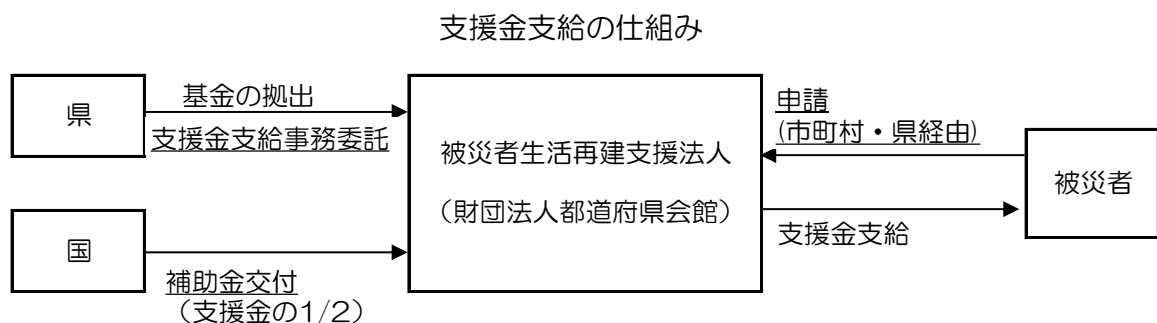 支援金支給の仕組み
県
基金の拠出
支援金支給事務委託
国
補助金交付
（支援金の1/2）
被災者生活再建支援法人
（財団法人都道府県会館）
申請
(市町村・県経由)
支援金支給
被災者